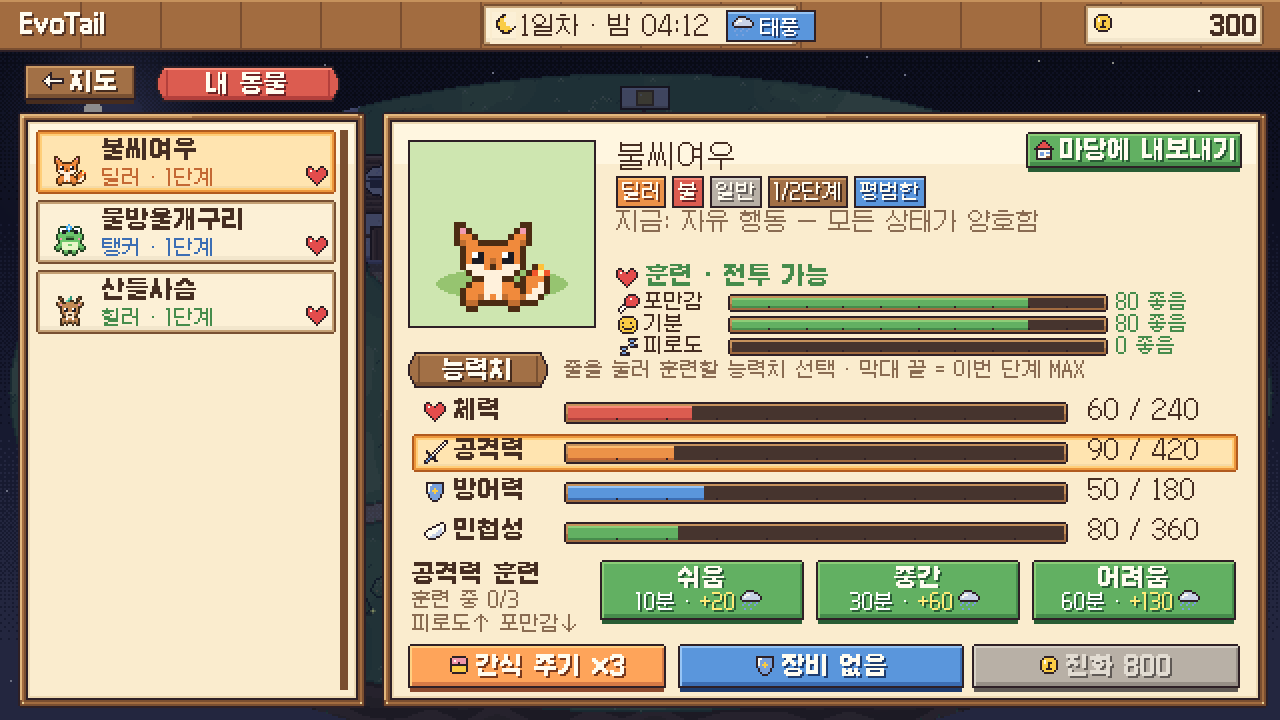 EvoTail
1일차 · 밤 04:12 태풍
300
←지도
내 동물
불씨여우
딜러 · 1단계
물방울개구리
탱커 · 1단계
산들사슴
힐러 · 1단계
불씨여우
마당에 내보내기
딜러 불 일반 1/2단계 평범한
지금: 자유 행동 — 모든 상태가 양호함
훈련 · 전투 가능
포만감 80 좋음
기분 80 좋음
피로도 0 좋음
능력치
줄을 눌러 훈련할 능력치 선택 · 막대 끝 = 이번 단계 MAX
체력 60 / 240
공격력 90 / 420
방어력 50 / 180
민첩성 80 / 360
공격력 훈련
훈련 중 0/3
피로도↑ 포만감↓
쉬움
10분 · +20
중간
30분 · +60
어려움
60분 · +130
간식 주기 x3
장비 없음
진화 800